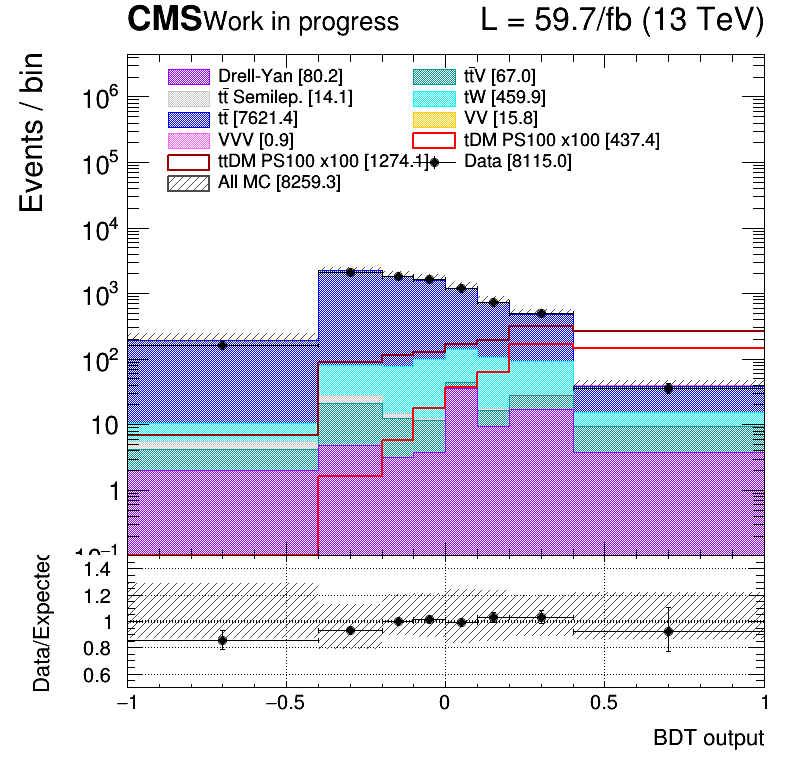 CMS Work in progress L = 59.7/fb (13 TeV)
Events / bin
Drell-Yan [80.2] tt̄V [67.0]
tt̄ Semilep. [14.1] tW [459.9]
tt̄ [7621.4] VV [15.8]
VVV [0.9] tDM PS100 x100 [437.4]
ttDM PS100 x100 [1274.1] Data [8115.0]
All MC [8259.3]
10⁶
10⁵
10⁴
10³
10²
10
1
10⁻¹
Data/Expected
1.4
1.2
1
0.8
0.6
−1 −0.5 0 0.5 1
BDT output